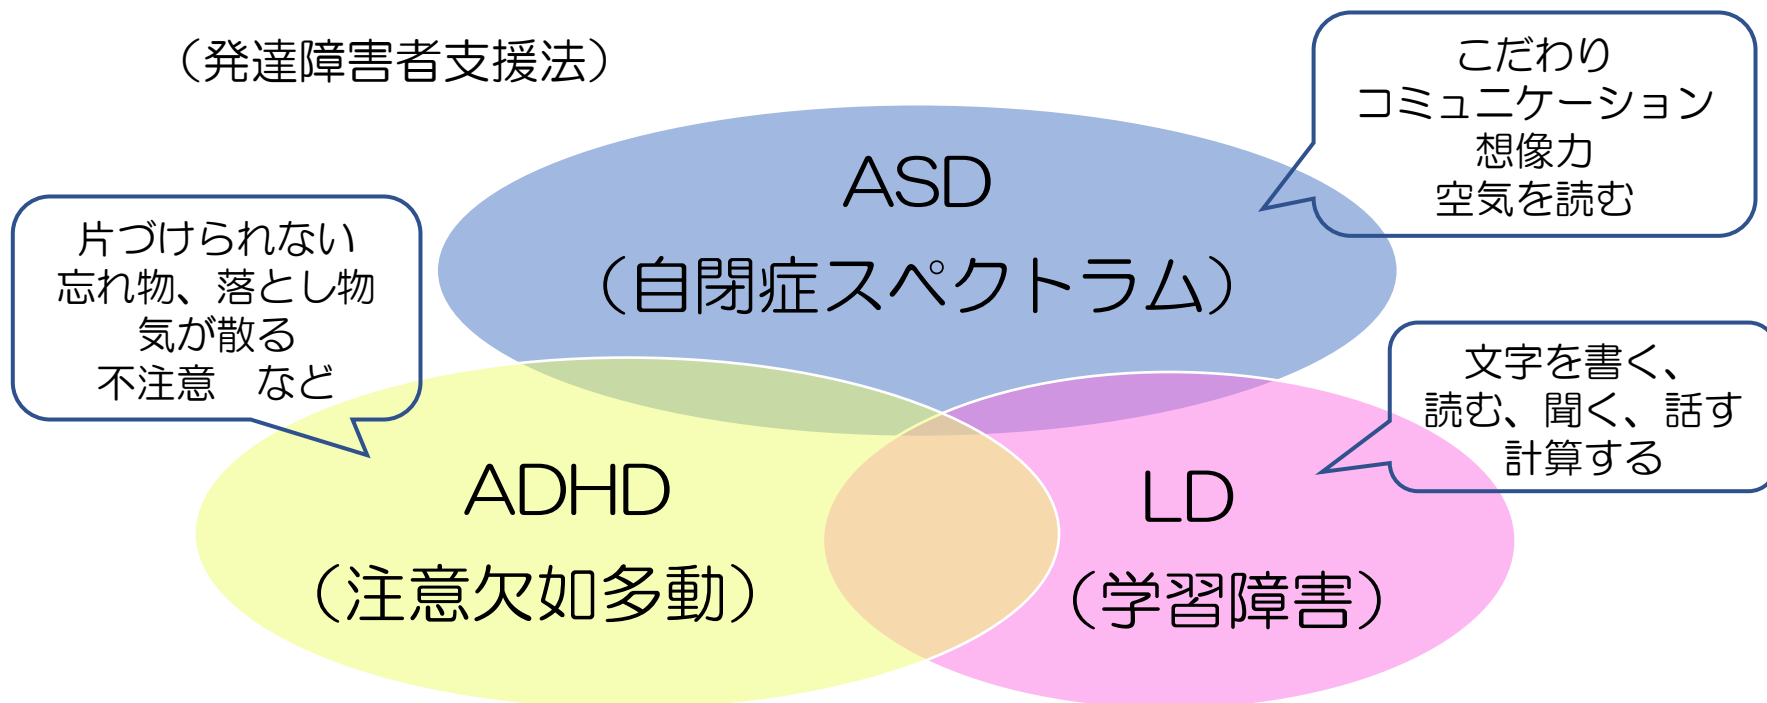 （発達障害者支援法）
こだわり
コミュニケーション
想像力
空気を読む
ASD
（自閉症スペクトラム）
片づけられない
忘れ物、落とし物
気が散る
不注意　など
文字を書く、
読む、聞く、話す
計算する
ADHD
（注意欠如多動）
LD
（学習障害）